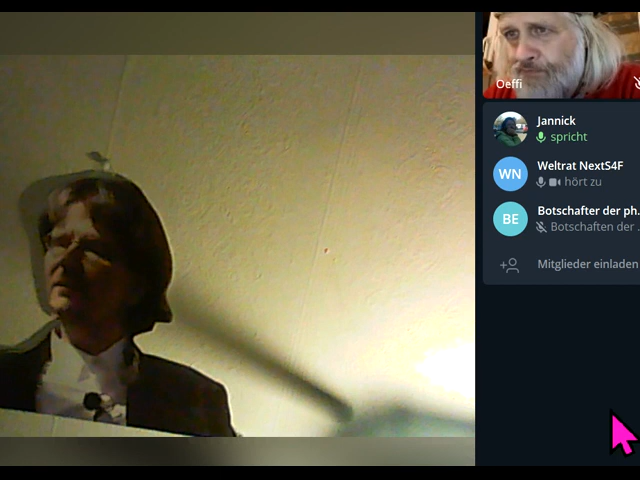 Oeffi
Jannick
spricht
WN
Weltrat NextS4F
hört zu
BE
Botschafter der ph.
Botschaften der .
Mitglieder einladen